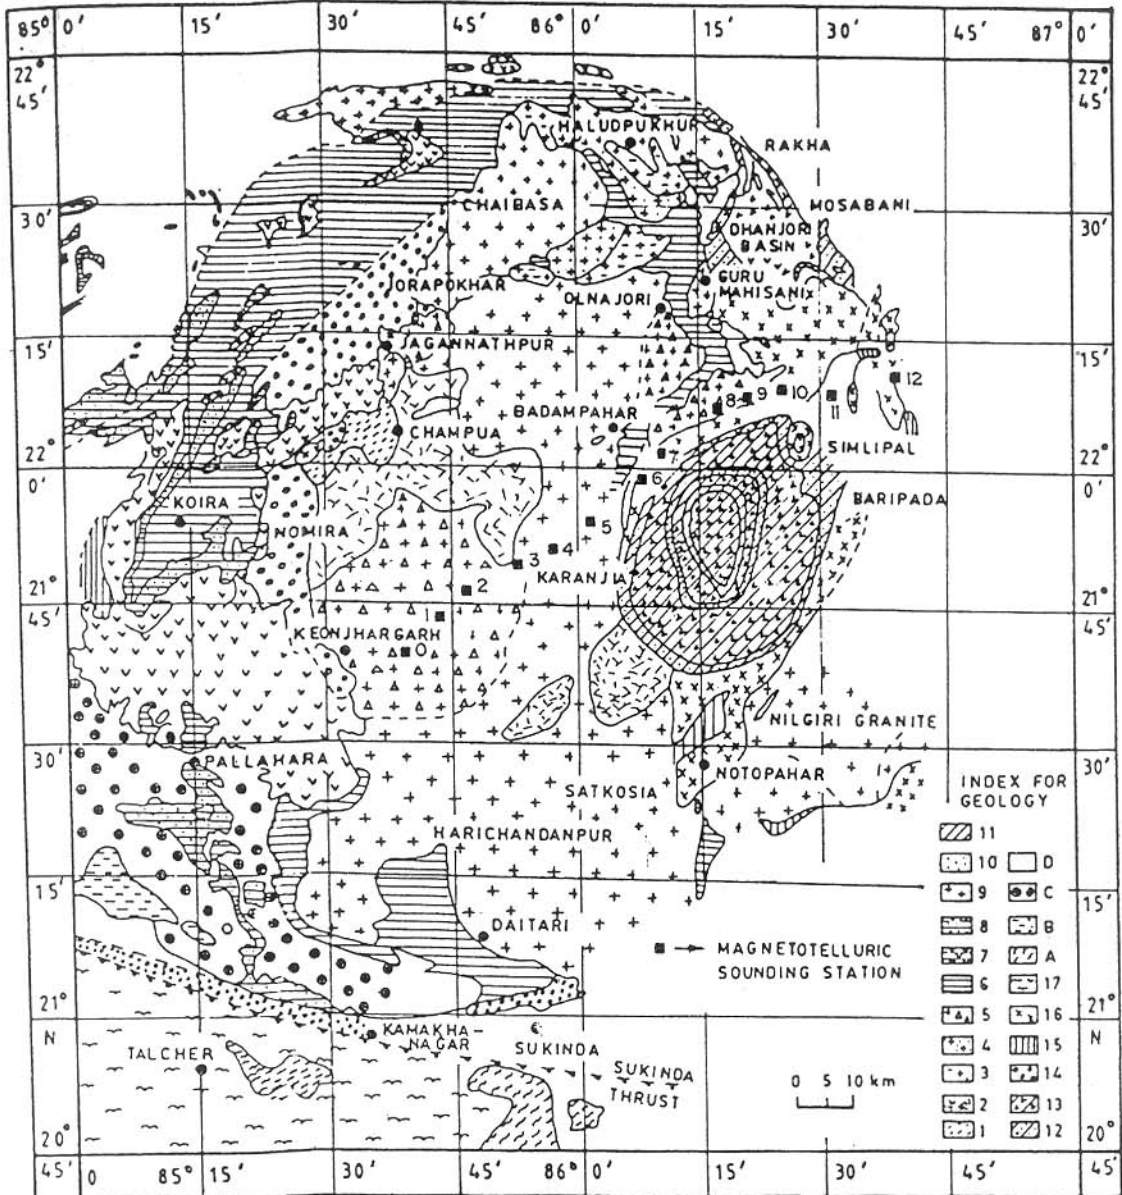 85° 0' 15' 30' 45' 86° 0' 15' 30' 45' 87° 0'
22° 45'
22° 45'
HALUDPUKHUR
RAKHA
CHAIBASA
MOSABANI
30'
30'
DHANJORI
BASIN
JORAPOKHAR
OLNAJORI
GURU
MAHISANI
15'
JAGANNATHPUR
15'
12
8 9 10
11
BADAMPAHAR
CHAMPUA
SIMLIPAL
7
22°
0'
22°
0'
6
KOIRA
BARIPADA
5
NOMIRA
4
3
KARANJIA
2
21°
45'
21°
45'
1
KEONJHARGARH
0
NILGIRI GRANITE
30'
30'
PALLAHARA
NOTOPAHAR
SATKOSIA
INDEX FOR
GEOLOGY
HARICHANDANPUR
11
10 D
15'
15'
9 C
DAITARI
8 B
MAGNETOTELLURIC
SOUNDING STATION
7 A
6 17
21°
N
21°
N
5 16
KAMAKHA-
NAGAR
SUKINDA
4 15
TALCHER
SUKINDA
THRUST
3 14
0 5 10 km
2 13
1 12
20°
45'
20°
45'
0 85° 15' 30' 45' 86° 0' 15' 30' 45'